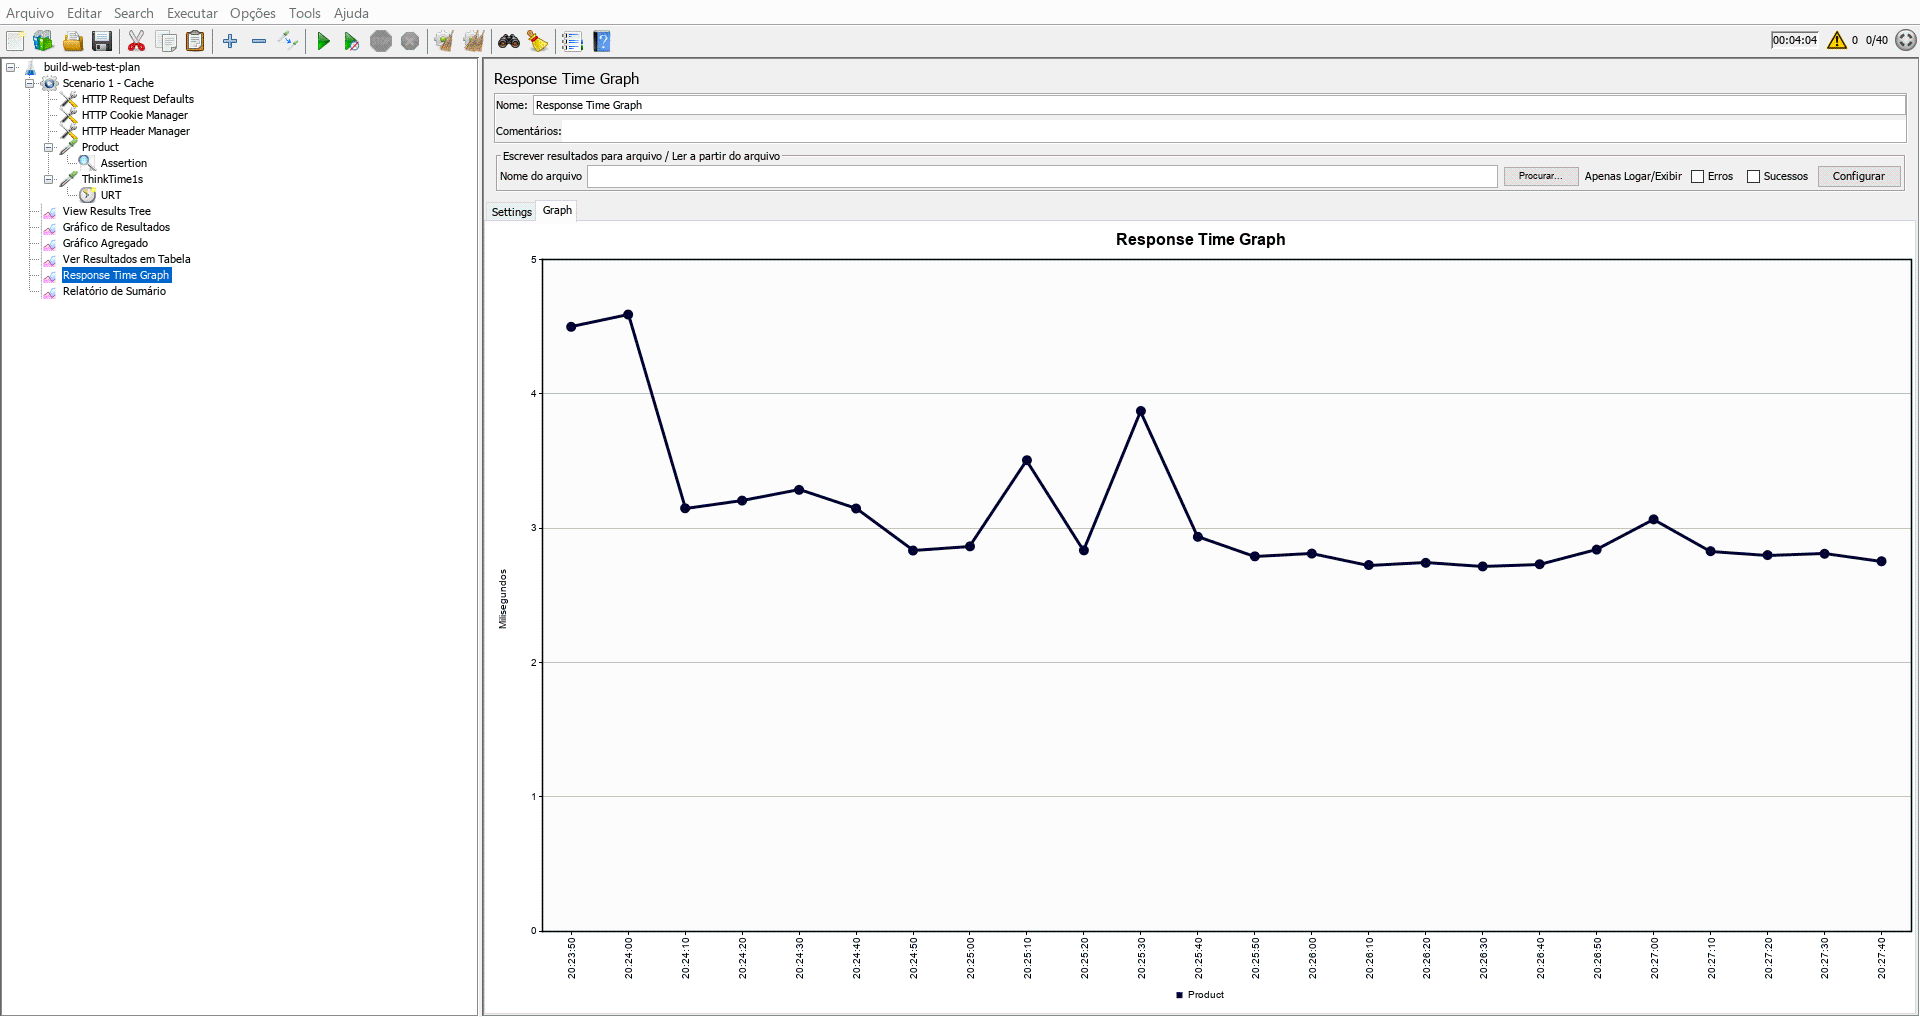 Arquivo Editar Search Executar Opções Tools Ajuda
STOP
00:04:04 0 0/40
build-web-test-plan
Scenario 1 - Cache
HTTP Request Defaults
HTTP Cookie Manager
HTTP Header Manager
Product
Assertion
ThinkTime1s
URT
View Results Tree
Gráfico de Resultados
Gráfico Agregado
Ver Resultados em Tabela
Response Time Graph
Relatório de Sumário
Response Time Graph
Nome: Response Time Graph
Comentários:
Escrever resultados para arquivo / Ler a partir do arquivo
Nome do arquivo Procurar... Apenas Logar/Exibir Erros Sucessos Configurar
Settings Graph
Response Time Graph
5
4
3
2
1
0
Milisegundos
20:23:50
20:24:00
20:24:10
20:24:20
20:24:30
20:24:40
20:24:50
20:25:00
20:25:10
20:25:20
20:25:30
20:25:40
20:25:50
20:26:00
20:26:10
20:26:20
20:26:30
20:26:40
20:26:50
20:27:00
20:27:10
20:27:20
20:27:30
20:27:40
Product